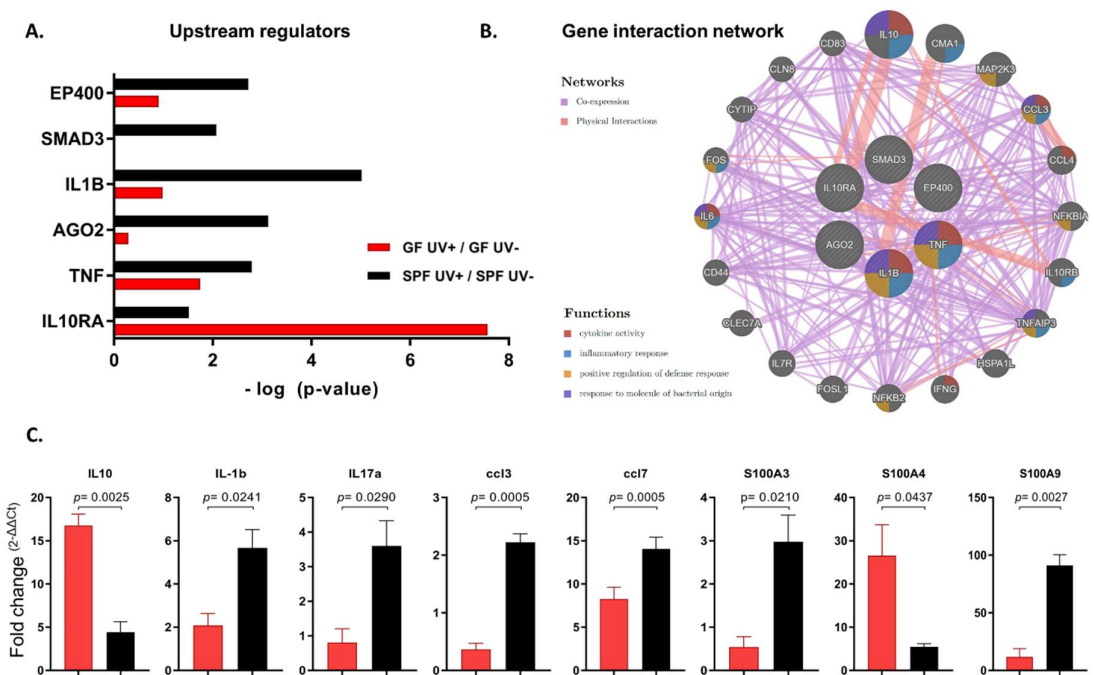 A.
Upstream regulators
EP400
SMAD3
IL1B
AGO2
TNF
IL10RA
0
2
4
6
8
- log (p-value)
GF UV+ / GF UV-
SPF UV+ / SPF UV-
B.
Gene interaction network
Networks
Co-expression
Physical Interactions
Functions
cytokine activity
inflammatory response
positive regulation of defense response
response to molecule of bacterial origin
IL10
CMA1
MAP2K3
CCL3
CCL4
NFKBIA
IL10RB
TNFAIP3
HSPA1L
IFNG
NFKB2
FOSL1
IL7R
CLEC7A
CD44
IL6
FOS
CYTIP
CLN8
CD83
SMAD3
IL10RA
EP400
AGO2
TNF
IL1B
C.
Fold change (2-ΔΔCt)
IL10
p= 0.0025
20
15
10
5
0
IL-1b
p= 0.0241
8
6
4
2
0
IL17a
p= 0.0290
5
4
3
2
1
0
ccl3
p= 0.0005
3
2
1
0
ccl7
p= 0.0005
20
15
10
5
0
S100A3
p= 0.0210
4
3
2
1
0
S100A4
p= 0.0437
40
30
20
10
0
S100A9
p= 0.0027
150
100
50
0